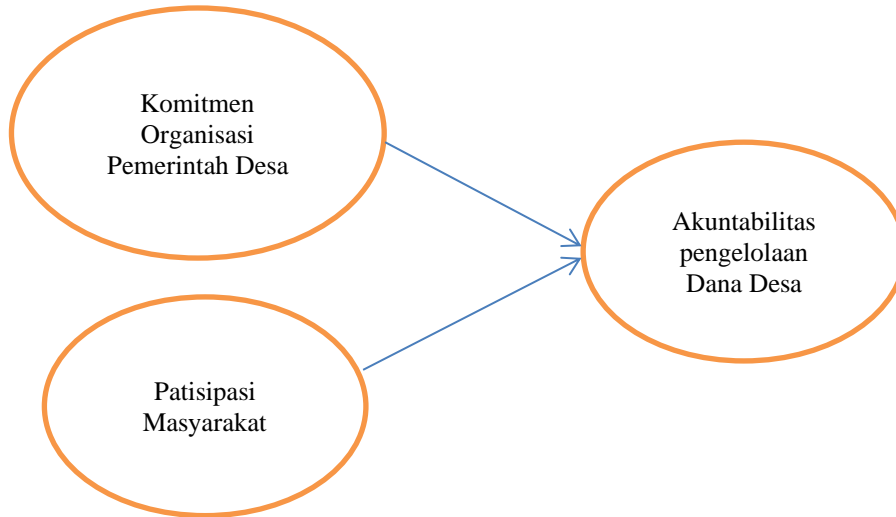 Komitmen
Organisasi
Pemerintah Desa
Akuntabilitas
pengelolaan
Dana Desa
Patisipasi
Masyarakat